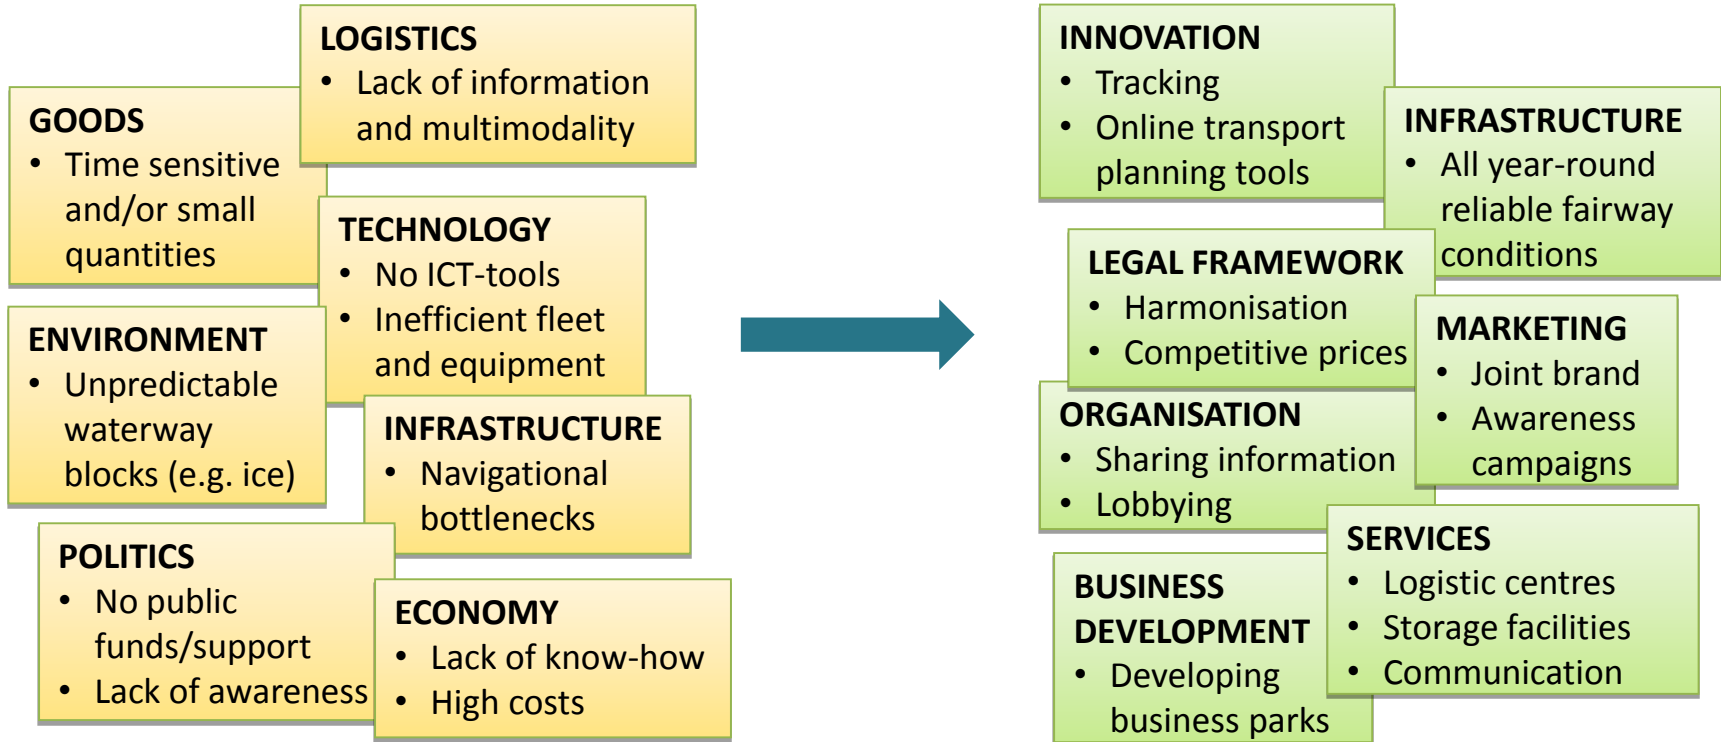 LOGISTICS
• Lack of information
and multimodality
GOODS
• Time sensitive
and/or small
quantities
TECHNOLOGY
• No ICT-tools
• Inefficient fleet
and equipment
ENVIRONMENT
• Unpredictable
waterway
blocks (e.g. ice)
INFRASTRUCTURE
• Navigational
bottlenecks
POLITICS
• No public
funds/support
• Lack of awareness
ECONOMY
• Lack of know-how
• High costs
INNOVATION
• Tracking
• Online transport
planning tools
INFRASTRUCTURE
• All year-round
reliable fairway
conditions
LEGAL FRAMEWORK
• Harmonisation
• Competitive prices
MARKETING
• Joint brand
• Awareness
campaigns
ORGANISATION
• Sharing information
• Lobbying
SERVICES
• Logistic centres
• Storage facilities
• Communication
BUSINESS
DEVELOPMENT
• Developing
business parks